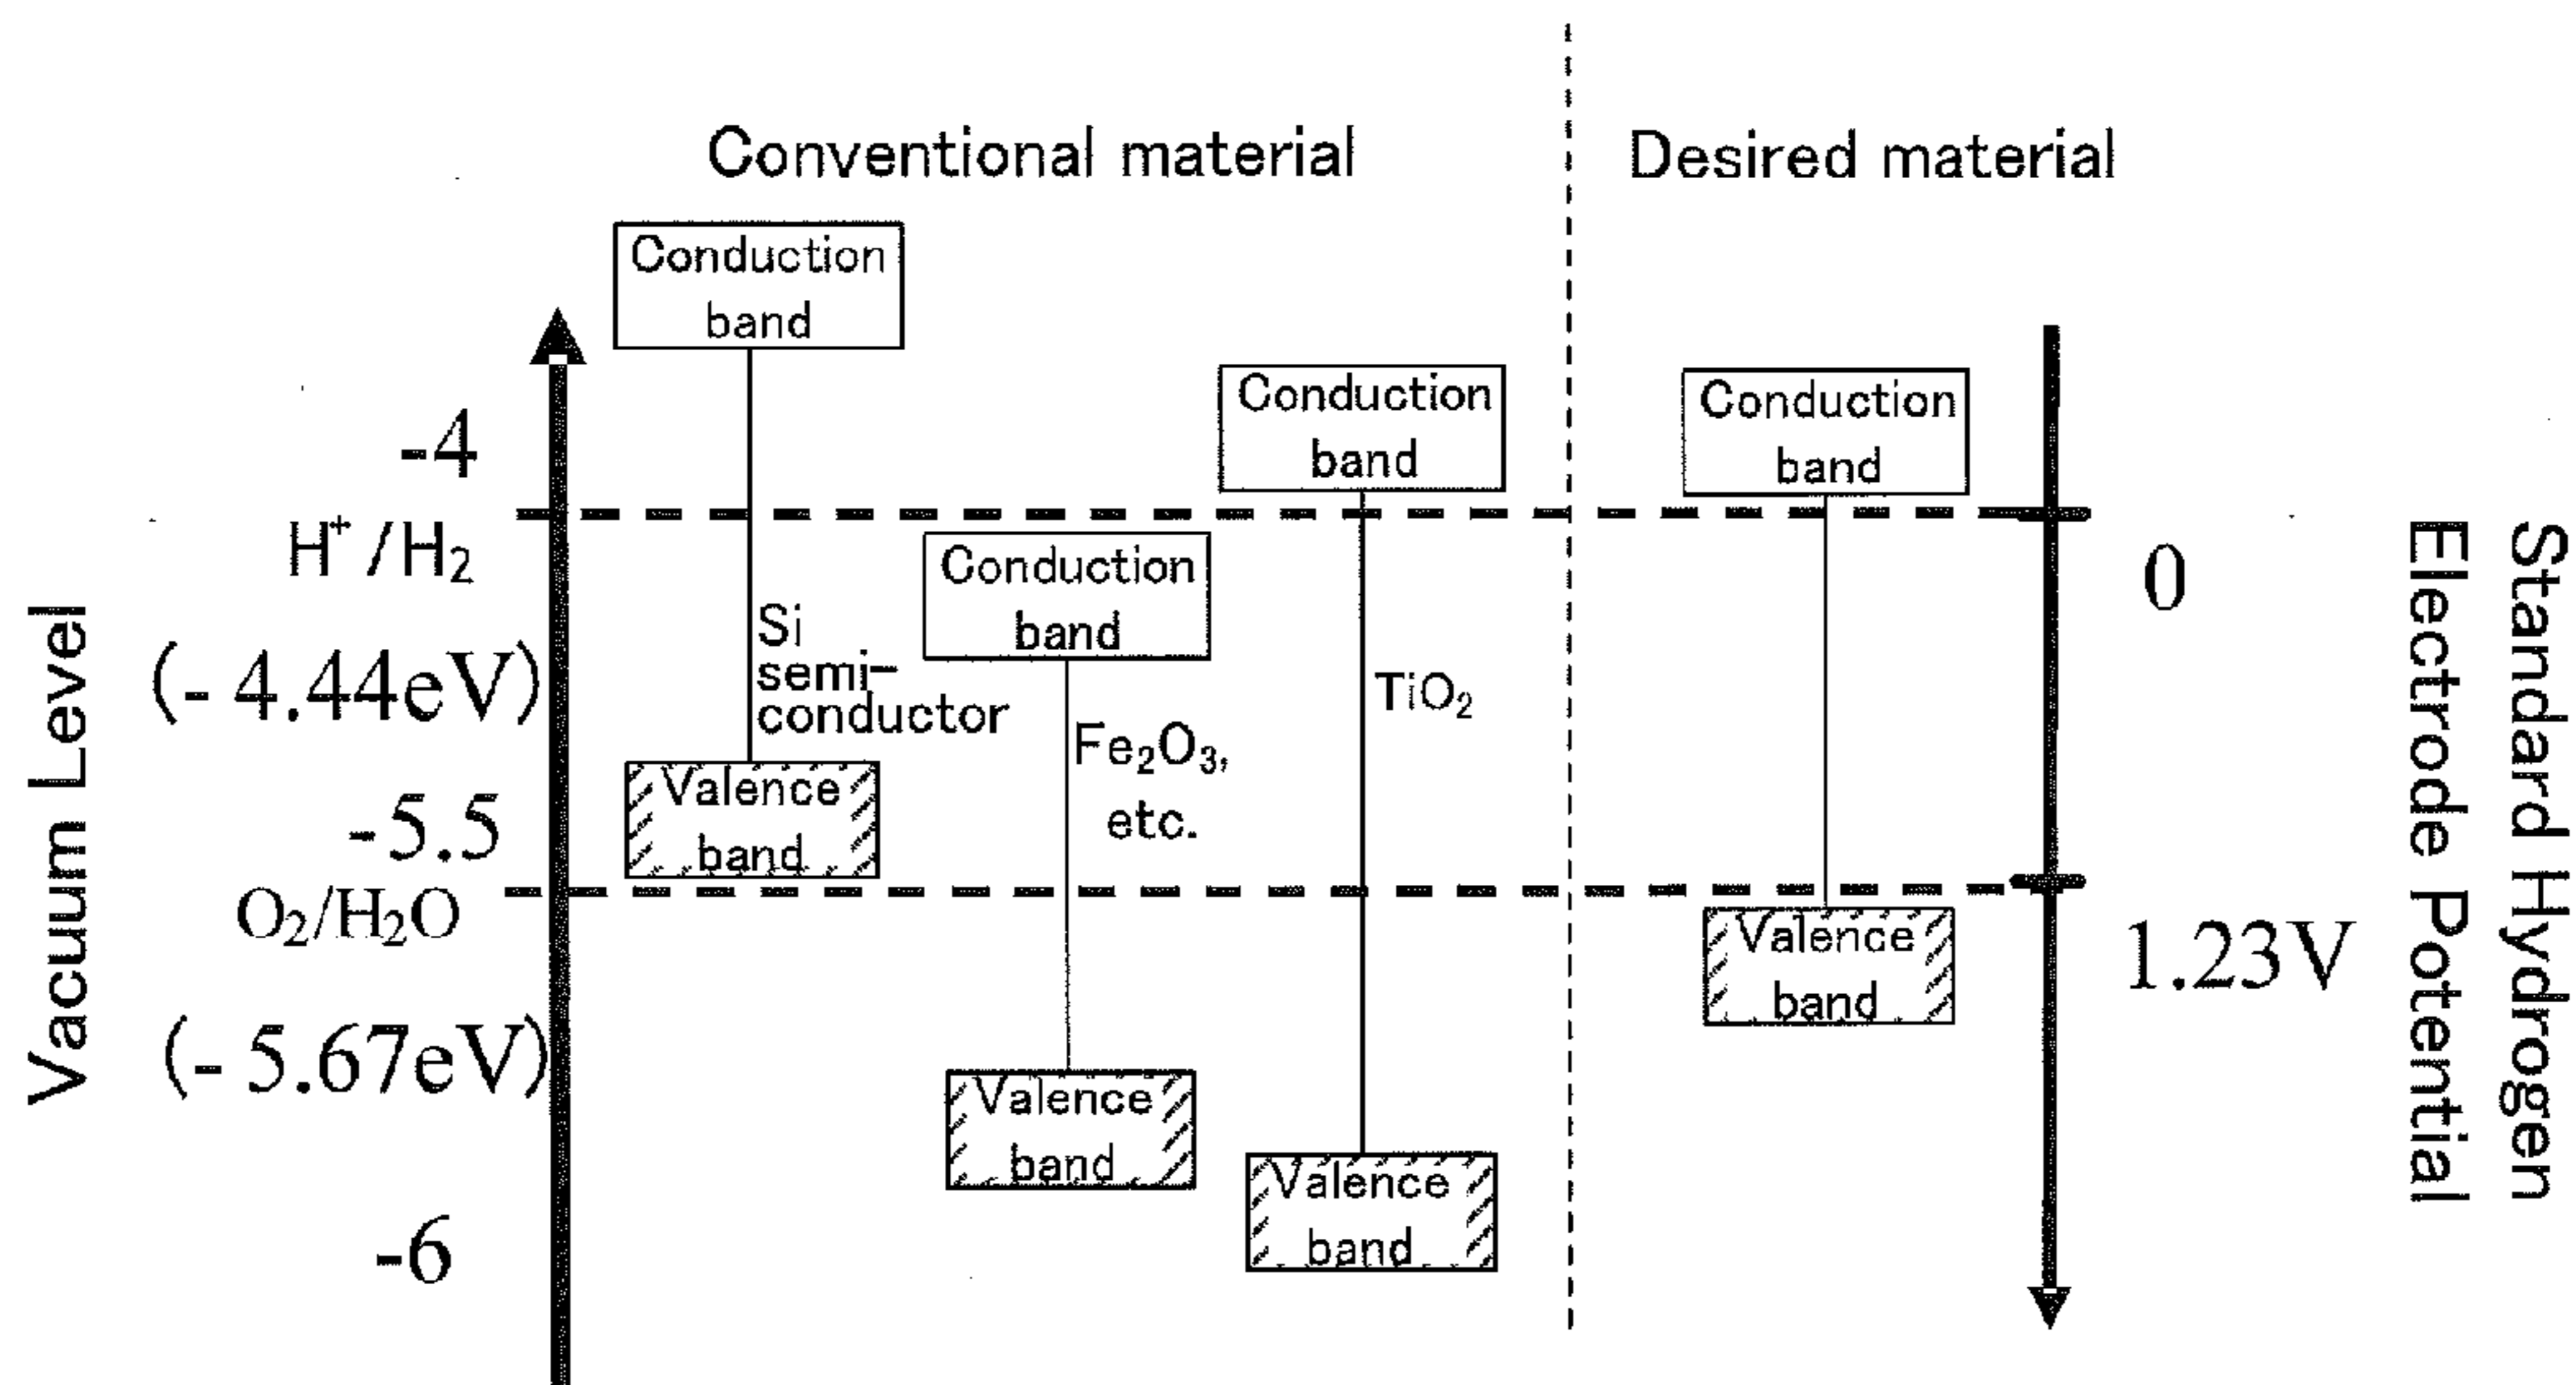 Conventional material
Desired material
Conduction
band
Conduction
band
Conduction
band
Conduction
band
-4
H⁺/H₂
(- 4.44eV)
-5.5
O₂/H₂O
(- 5.67eV)
-6
Vacuum Level
Si
semi-
conductor
Fe₂O₃,
etc.
TiO₂
Valence
band
Valence
band
Valence
band
Valence
band
0
1.23V
Standard Hydrogen
Electrode Potential